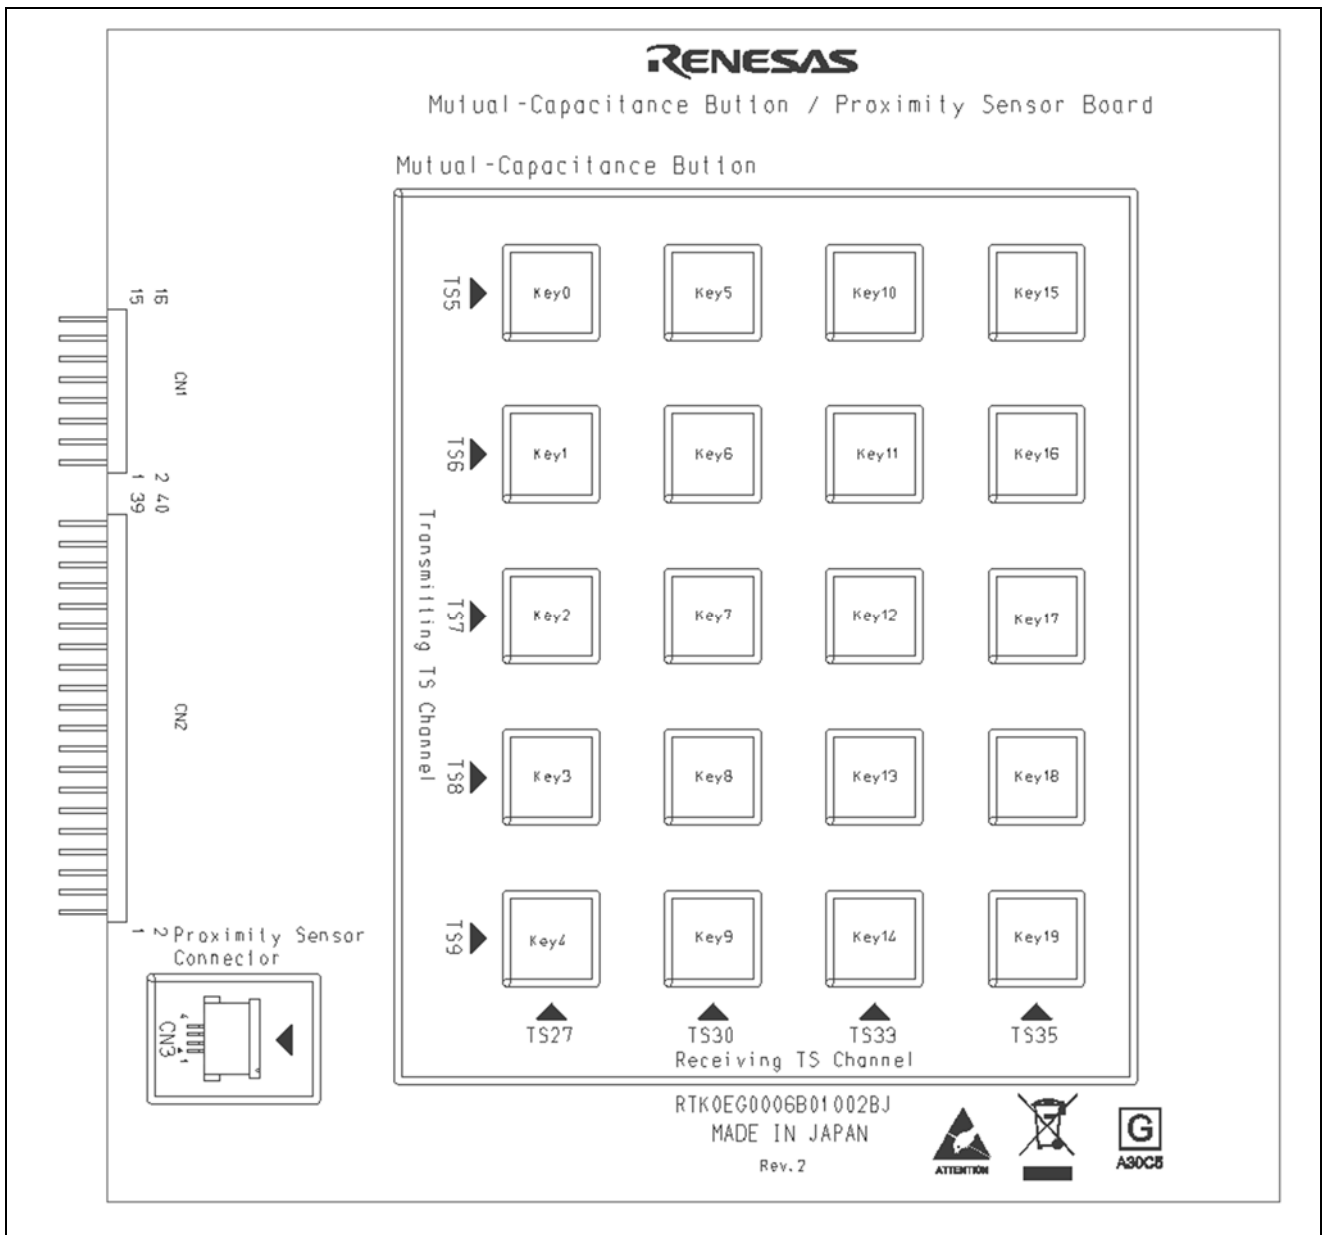 RENESAS
Mutual-Capacitance Button / Proximity Sensor Board
Mutual-Capacitance Button
TS5
Key0
Key5
Key10
Key15
15
16
CN1
TS6
Key1
Key6
Key11
Key16
1
2
39
40
Transmitting TS Channel
TS7
Key2
Key7
Key12
Key17
CN2
TS8
Key3
Key8
Key13
Key18
TS9
Key4
Key9
Key14
Key19
1
2
Proximity Sensor
Connector
CN3
4
1
TS27
TS30
TS33
TS35
Receiving TS Channel
RTK0EG0006B01002BJ
MADE IN JAPAN
Rev.2
ATTENTION
G
A30C5